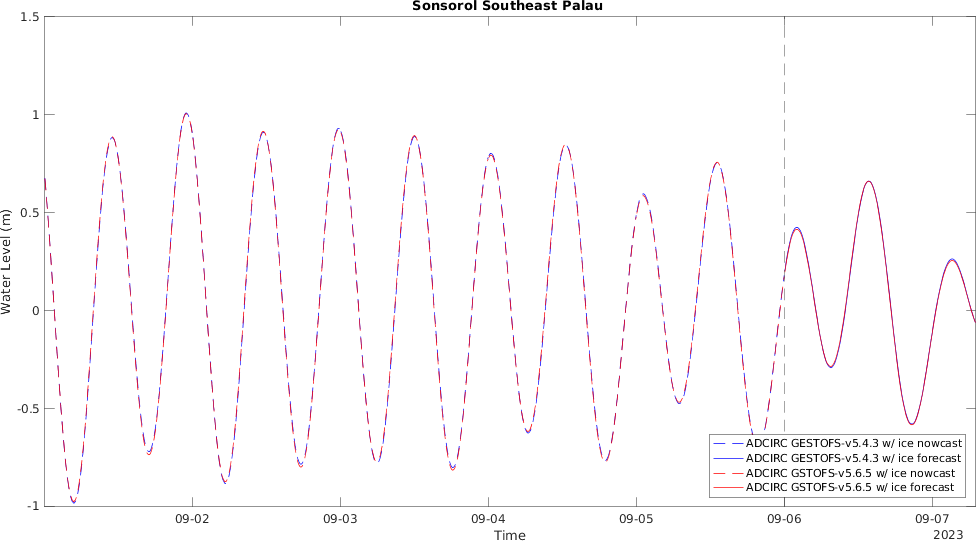 Sonsorol Southeast Palau
1.5
1
0.5
0
-0.5
-1
Water Level (m)
ADCIRC GESTOFS-v5.4.3 w/ ice nowcast
ADCIRC GESTOFS-v5.4.3 w/ ice forecast
ADCIRC GSTOFS-v5.6.5 w/ ice nowcast
ADCIRC GSTOFS-v5.6.5 w/ ice forecast
09-02 09-03 09-04 09-05 09-06 09-07
Time
2023